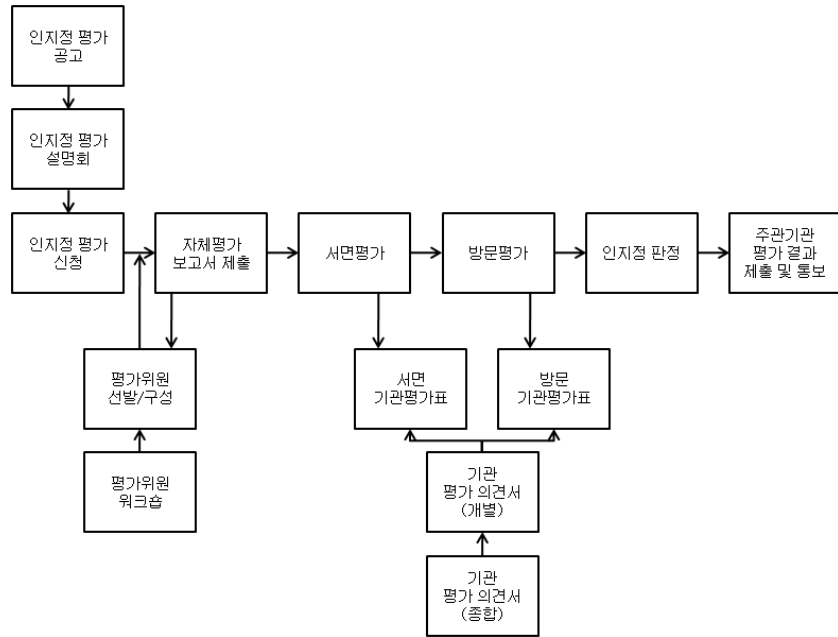 인지정 평가
공고
인지정 평가
설명회
인지정 평가
신청
자체평가
보고서 제출
서면평가
방문평가
인지정 판정
주관기관
평가 결과
제출 및 통보
평가위원
선발/구성
서면
기관평가표
방문
기관평가표
평가위원
워크숍
기관
평가 의견서
(개별)
기관
평가 의견서
(종합)